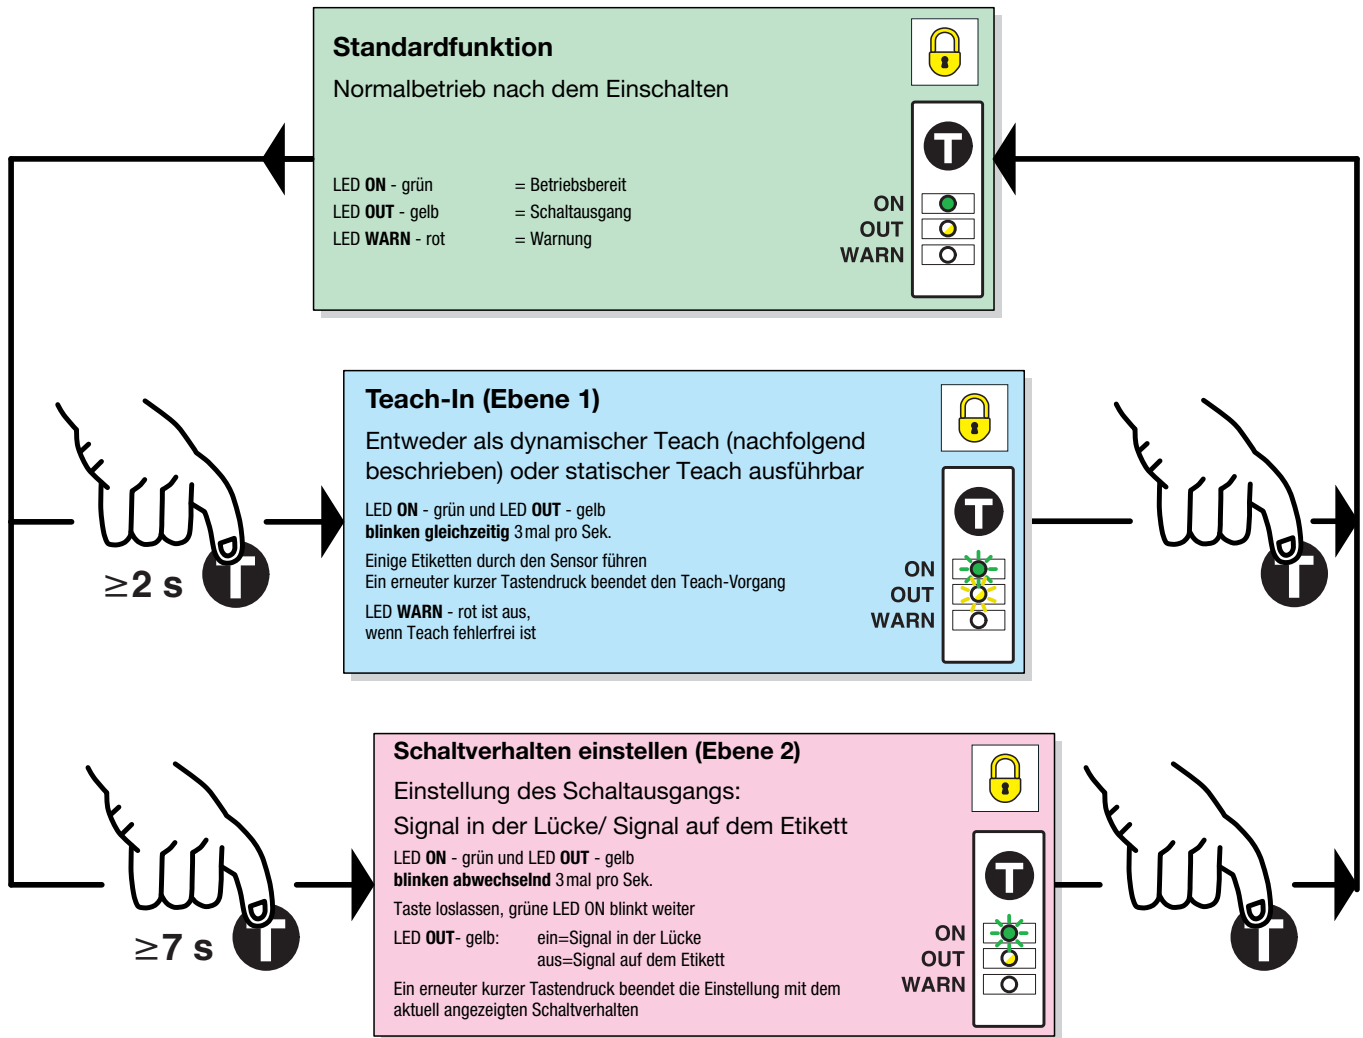 Standardfunktion
Normalbetrieb nach dem Einschalten
LED ON - grün = Betriebsbereit
LED OUT - gelb = Schaltausgang
LED WARN - rot = Warnung
T
ON
OUT
WARN
Teach-In (Ebene 1)
Entweder als dynamischer Teach (nachfolgend
beschrieben) oder statischer Teach ausführbar
LED ON - grün und LED OUT - gelb
blinken gleichzeitig 3mal pro Sek.
Einige Etiketten durch den Sensor führen
Ein erneuter kurzer Tastendruck beendet den Teach-Vorgang
LED WARN - rot ist aus,
wenn Teach fehlerfrei ist
T
ON
OUT
WARN
≥2 s T
T
Schaltverhalten einstellen (Ebene 2)
Einstellung des Schaltausgangs:
Signal in der Lücke/ Signal auf dem Etikett
LED ON - grün und LED OUT - gelb
blinken abwechselnd 3mal pro Sek.
Taste loslassen, grüne LED ON blinkt weiter
LED OUT- gelb: ein=Signal in der Lücke
aus=Signal auf dem Etikett
Ein erneuter kurzer Tastendruck beendet die Einstellung mit dem
aktuell angezeigten Schaltverhalten
T
ON
OUT
WARN
≥7 s T
T